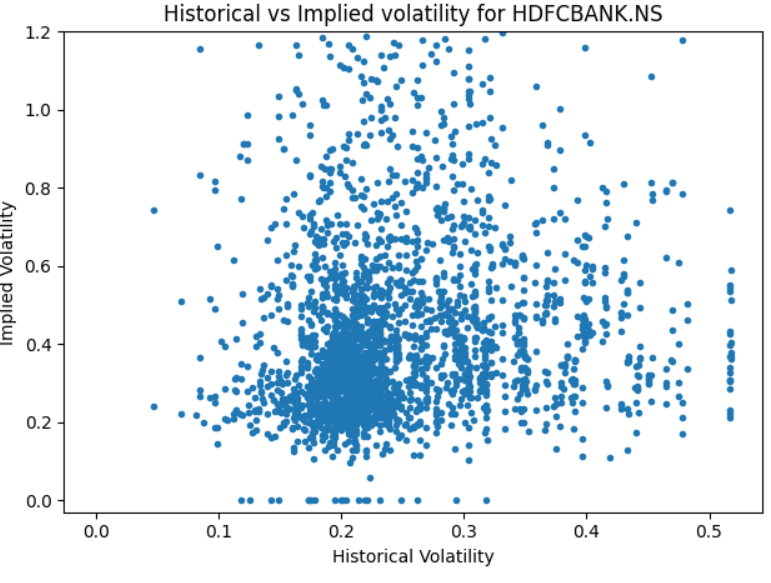 Historical vs Implied volatility for HDFCBANK.NS
1.2
1.0
0.8
0.6
0.4
0.2
0.0
Implied Volatility
0.0 0.1 0.2 0.3 0.4 0.5
Historical Volatility